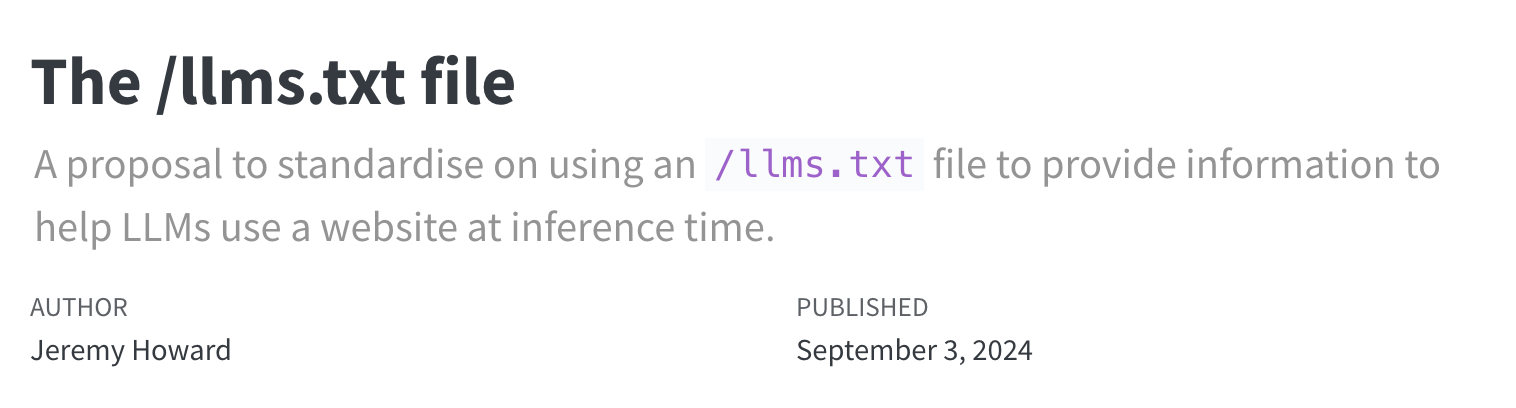 The /llms.txt file
A proposal to standardise on using an /llms.txt file to provide information to
help LLMs use a website at inference time.
AUTHOR
PUBLISHED
Jeremy Howard
September 3, 2024